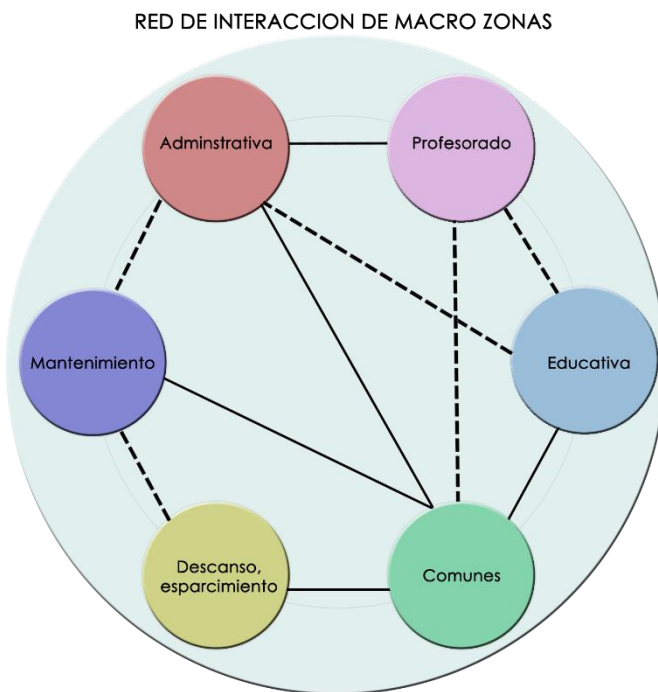 RED DE INTERACCION DE MACRO ZONAS
Adminstrativa
Profesorado
Mantenimiento
Educativa
Descanso,
esparcimiento
Comunes